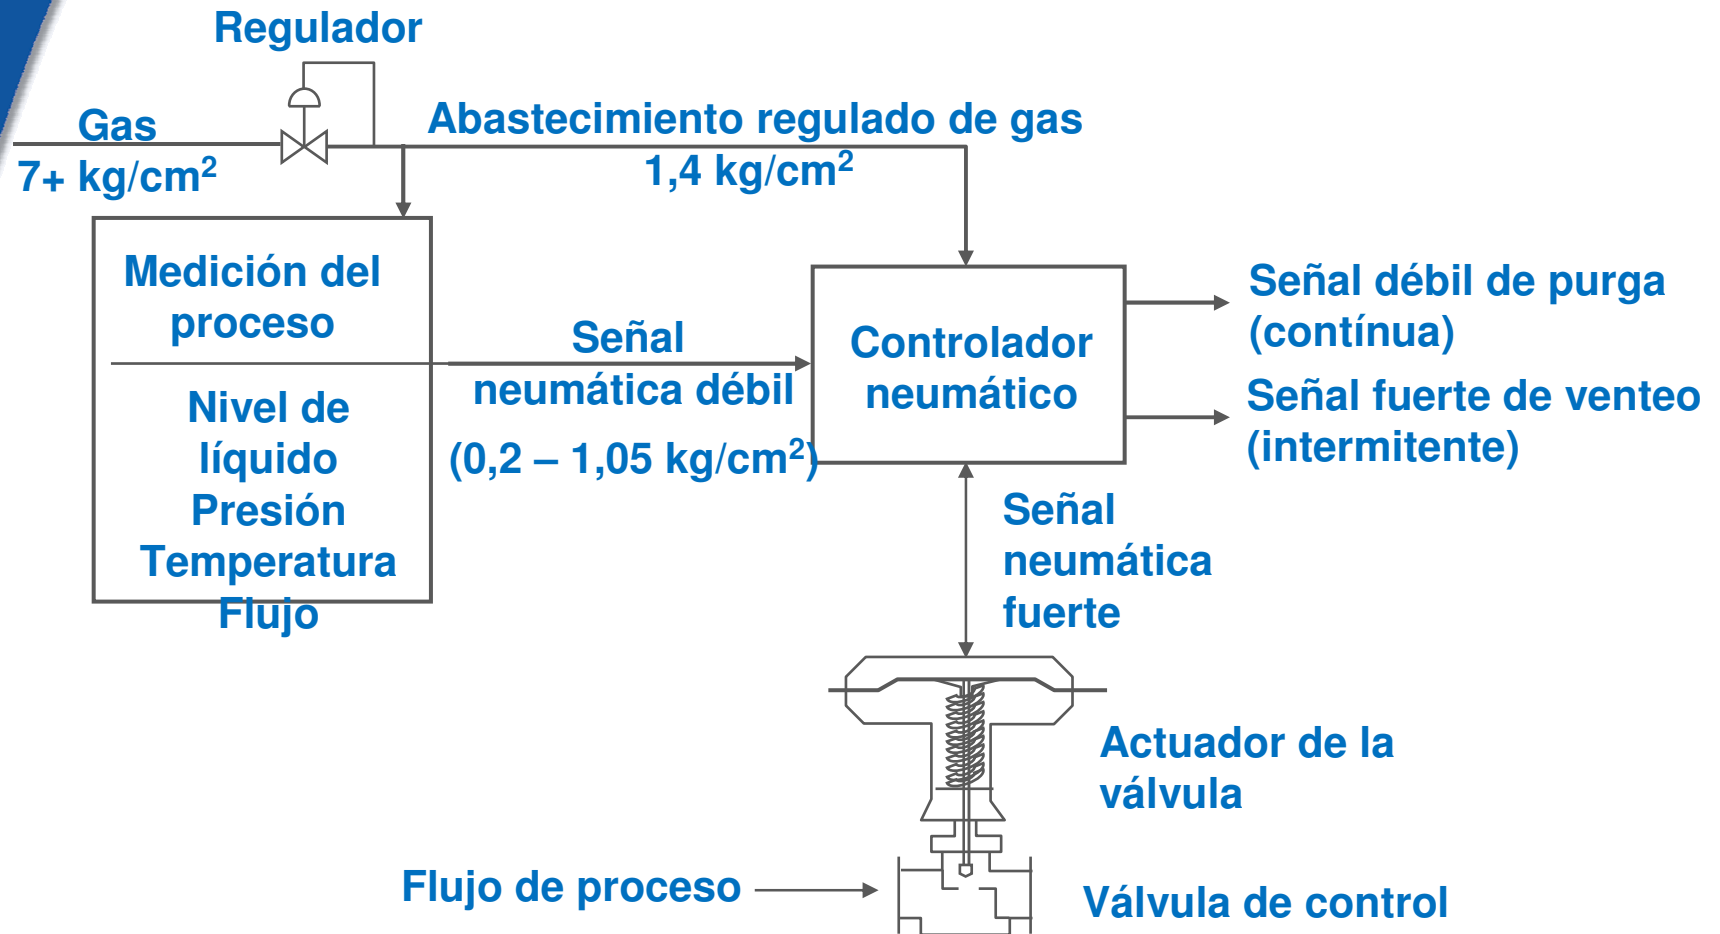 Regulador
Gas
7+ kg/cm²
Abastecimiento regulado de gas
1,4 kg/cm²
Medición del
proceso
Nivel de
líquido
Presión
Temperatura
Flujo
Señal
neumática débil
(0,2 – 1,05 kg/cm²)
Controlador
neumático
Señal débil de purga
(contínua)
Señal fuerte de venteo
(intermitente)
Señal
neumática
fuerte
Actuador de la
válvula
Flujo de proceso
Válvula de control